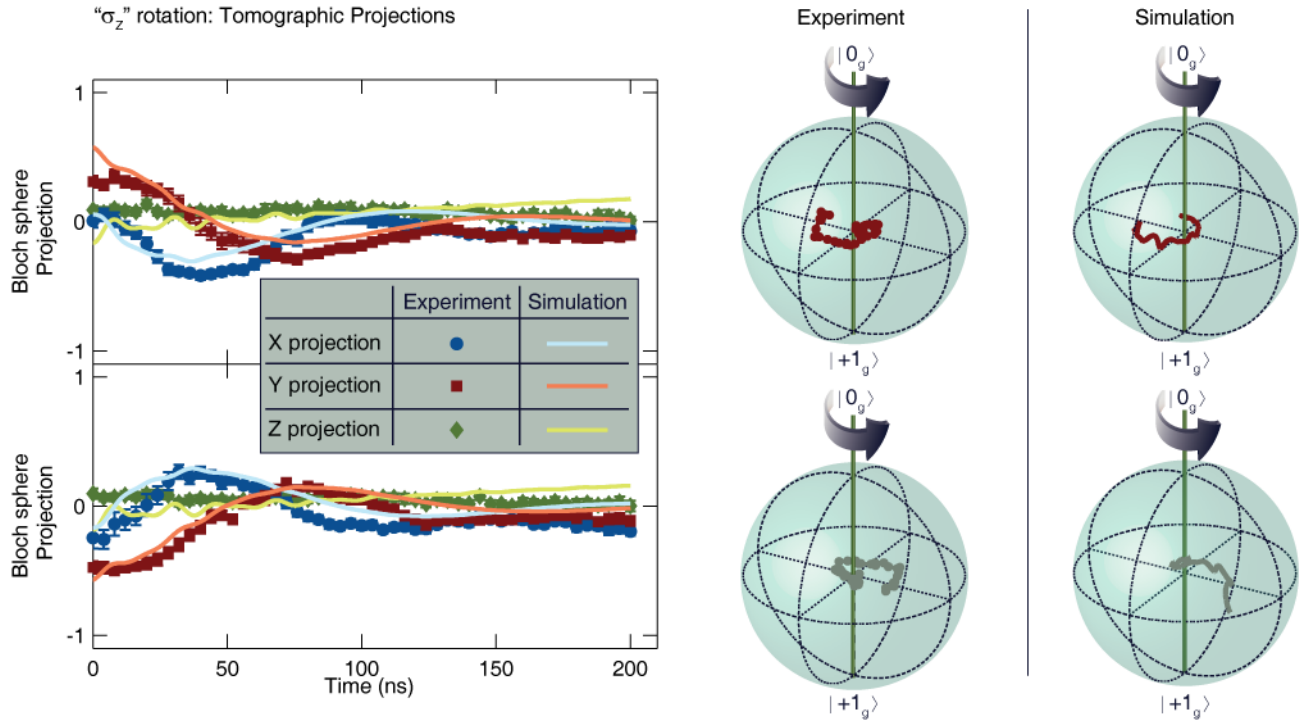 "σz" rotation: Tomographic Projections
Experiment
Simulation
|0g⟩
|0g⟩
1
0
-1
Bloch sphere
Projection
Experiment
Simulation
X projection
Y projection
Z projection
|+1g⟩
|+1g⟩
1
0
-1
Bloch sphere
Projection
|0g⟩
|0g⟩
0
50
100
150
200
Time (ns)
|+1g⟩
|+1g⟩